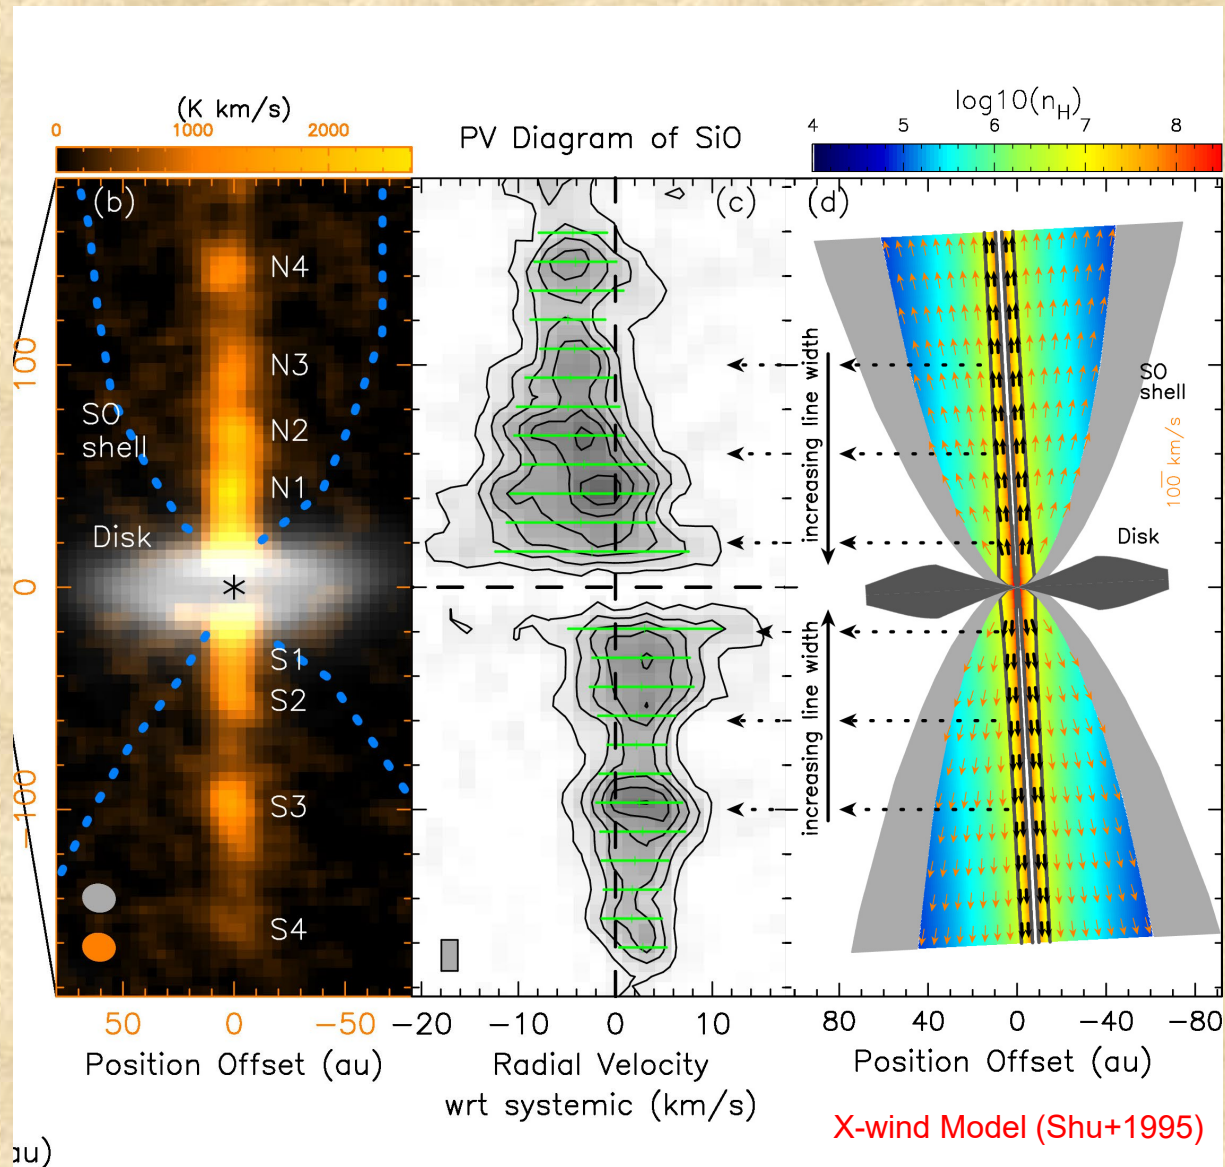 (K km/s)
0 1000 2000
PV Diagram of SiO
log10(n_H)
4 5 6 7 8
(b)
(c)
(d)
N4
N3
N2
N1
SO
shell
Disk
S1
S2
S3
S4
100
0
-100
increasing line width
increasing line width
SO
shell
100 km/s
Disk
50 0 -50
-20 -10 0 10
80 40 0 -40 -80
Position Offset (au)
Radial Velocity
wrt systemic (km/s)
Position Offset (au)
X-wind Model (Shu+1995)
au)